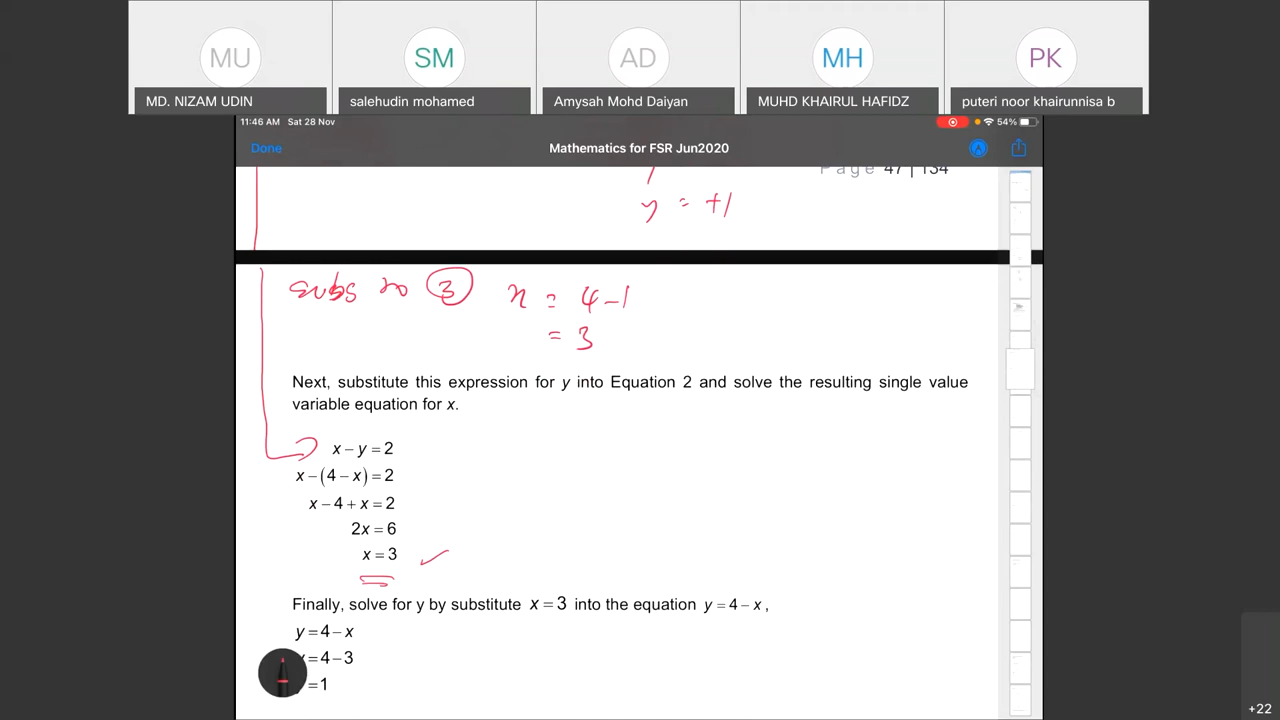 MU
SM
AD
MH
PK
MD. NIZAM UDIN
salehudin mohamed
Amysah Mohd Daiyan
MUHD KHAIRUL HAFIDZ
puteri noor khairunnisa b
11:46 AM Sat 28 Nov
54%
Done
Mathematics for FSR Jun2020
Page 47 | 134
y = +1
subs to 3 x = 4-1
= 3
Next, substitute this expression for y into Equation 2 and solve the resulting single value
variable equation for x.
x − y = 2
x − (4 − x) = 2
x − 4 + x = 2
2x = 6
x = 3
Finally, solve for y by substitute x = 3 into the equation y = 4 − x ,
y = 4 − x
= 4 − 3
= 1
+22